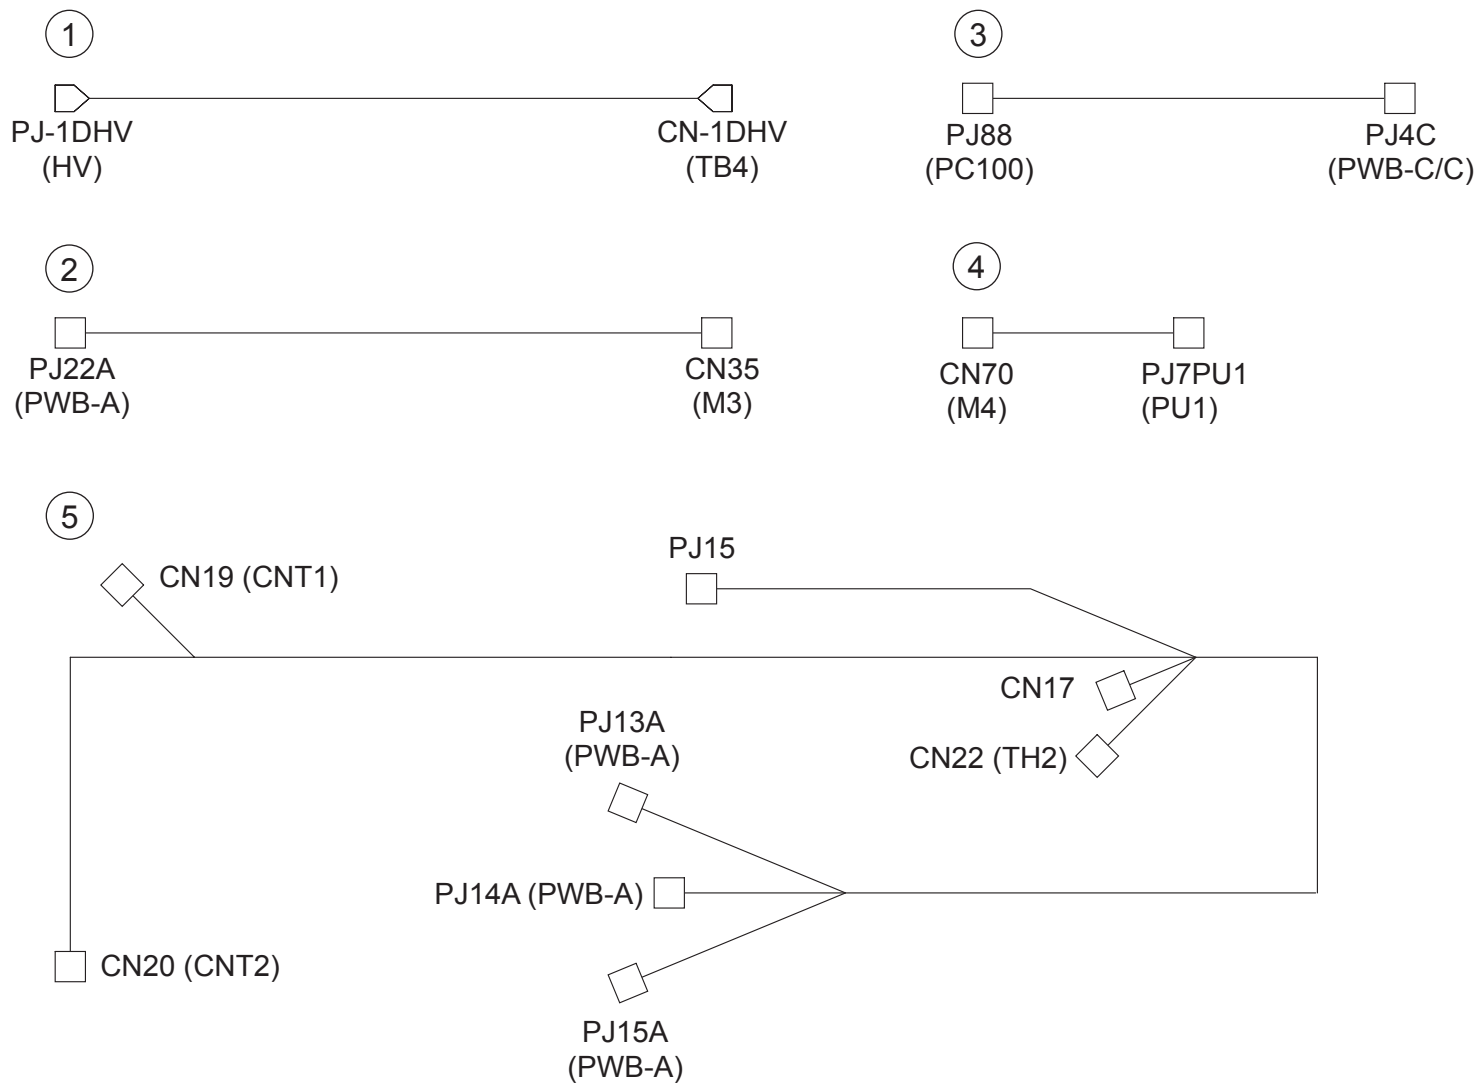 1
PJ-1DHV
(HV)
CN-1DHV
(TB4)
3
PJ88
(PC100)
PJ4C
(PWB-C/C)
2
PJ22A
(PWB-A)
CN35
(M3)
4
CN70
(M4)
PJ7PU1
(PU1)
5
CN19 (CNT1)
PJ15
CN17
CN22 (TH2)
PJ13A
(PWB-A)
PJ14A (PWB-A)
CN20 (CNT2)
PJ15A
(PWB-A)